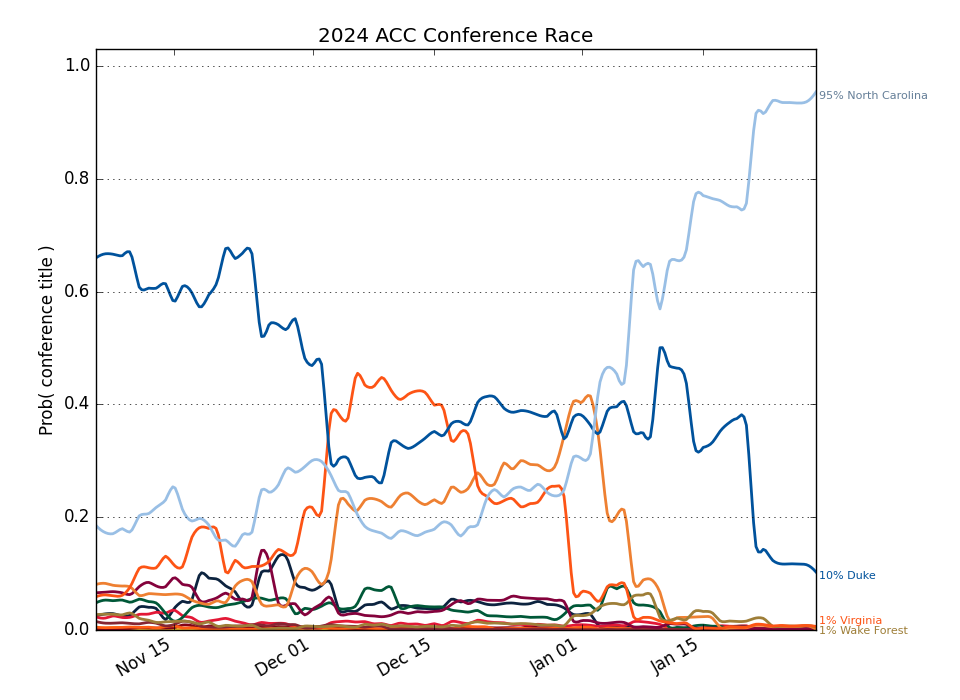 2024 ACC Conference Race
Prob( conference title )
1.0
0.8
0.6
0.4
0.2
0.0
Nov 15
Dec 01
Dec 15
Jan 01
Jan 15
95% North Carolina
10% Duke
1% Virginia
1% Wake Forest